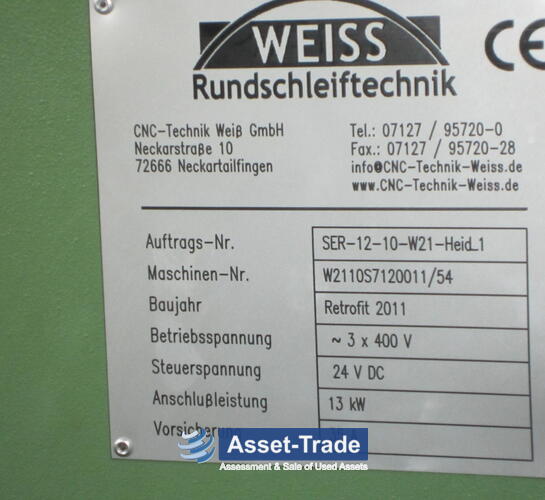 WEISS
Rundschleiftechnik
CE
CNC-Technik Weiß GmbH
Neckarstraße 10
72666 Neckartailfingen
Tel.: 07127 / 95720-0
Fax.: 07127 / 95720-28
info@CNC-Technik-Weiss.de
www.CNC-Technik-Weiss.de
Auftrags-Nr. SER-12-10-W21-Heid_1
Maschinen-Nr. W2110S7120011/54
Baujahr Retrofit 2011
Betriebsspannung ~ 3 x 400 V
Steuerspannung 24 V DC
Anschlußleistung 13 kW
Vorsicherung
Asset-Trade
Assessment & Sale of Used Assets